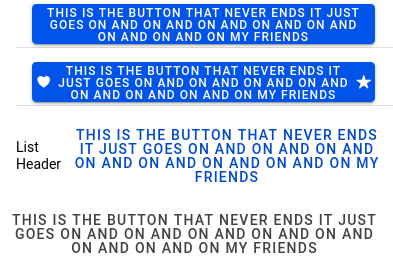 THIS IS THE BUTTON THAT NEVER ENDS IT JUST
GOES ON AND ON AND ON AND ON AND ON AND
ON AND ON AND ON MY FRIENDS
THIS IS THE BUTTON THAT NEVER ENDS IT
JUST GOES ON AND ON AND ON AND ON AND
ON AND ON AND ON AND ON MY FRIENDS
List
Header
THIS IS THE BUTTON THAT NEVER ENDS
IT JUST GOES ON AND ON AND ON AND
ON AND ON AND ON AND ON AND ON MY
FRIENDS
THIS IS THE BUTTON THAT NEVER ENDS IT JUST
GOES ON AND ON AND ON AND ON AND ON AND
ON AND ON AND ON MY FRIENDS